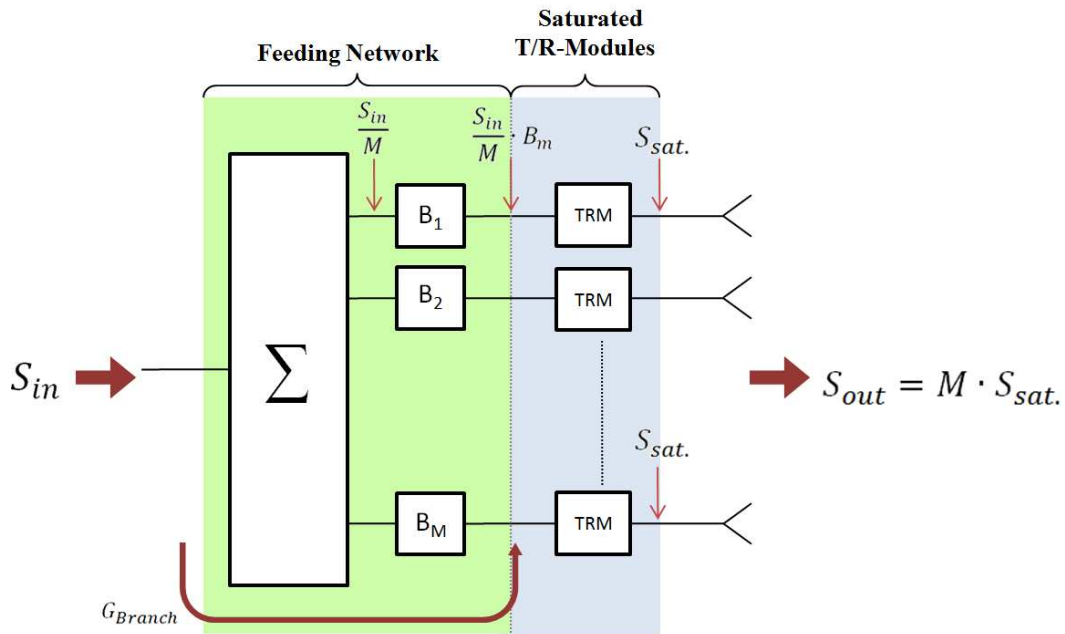 Saturated
T/R-Modules
Feeding Network
S_in/M
S_in/M · B_m
S_sat.
B_1
TRM
B_2
TRM
∑
S_in
S_out = M · S_sat.
S_sat.
B_M
TRM
G_Branch